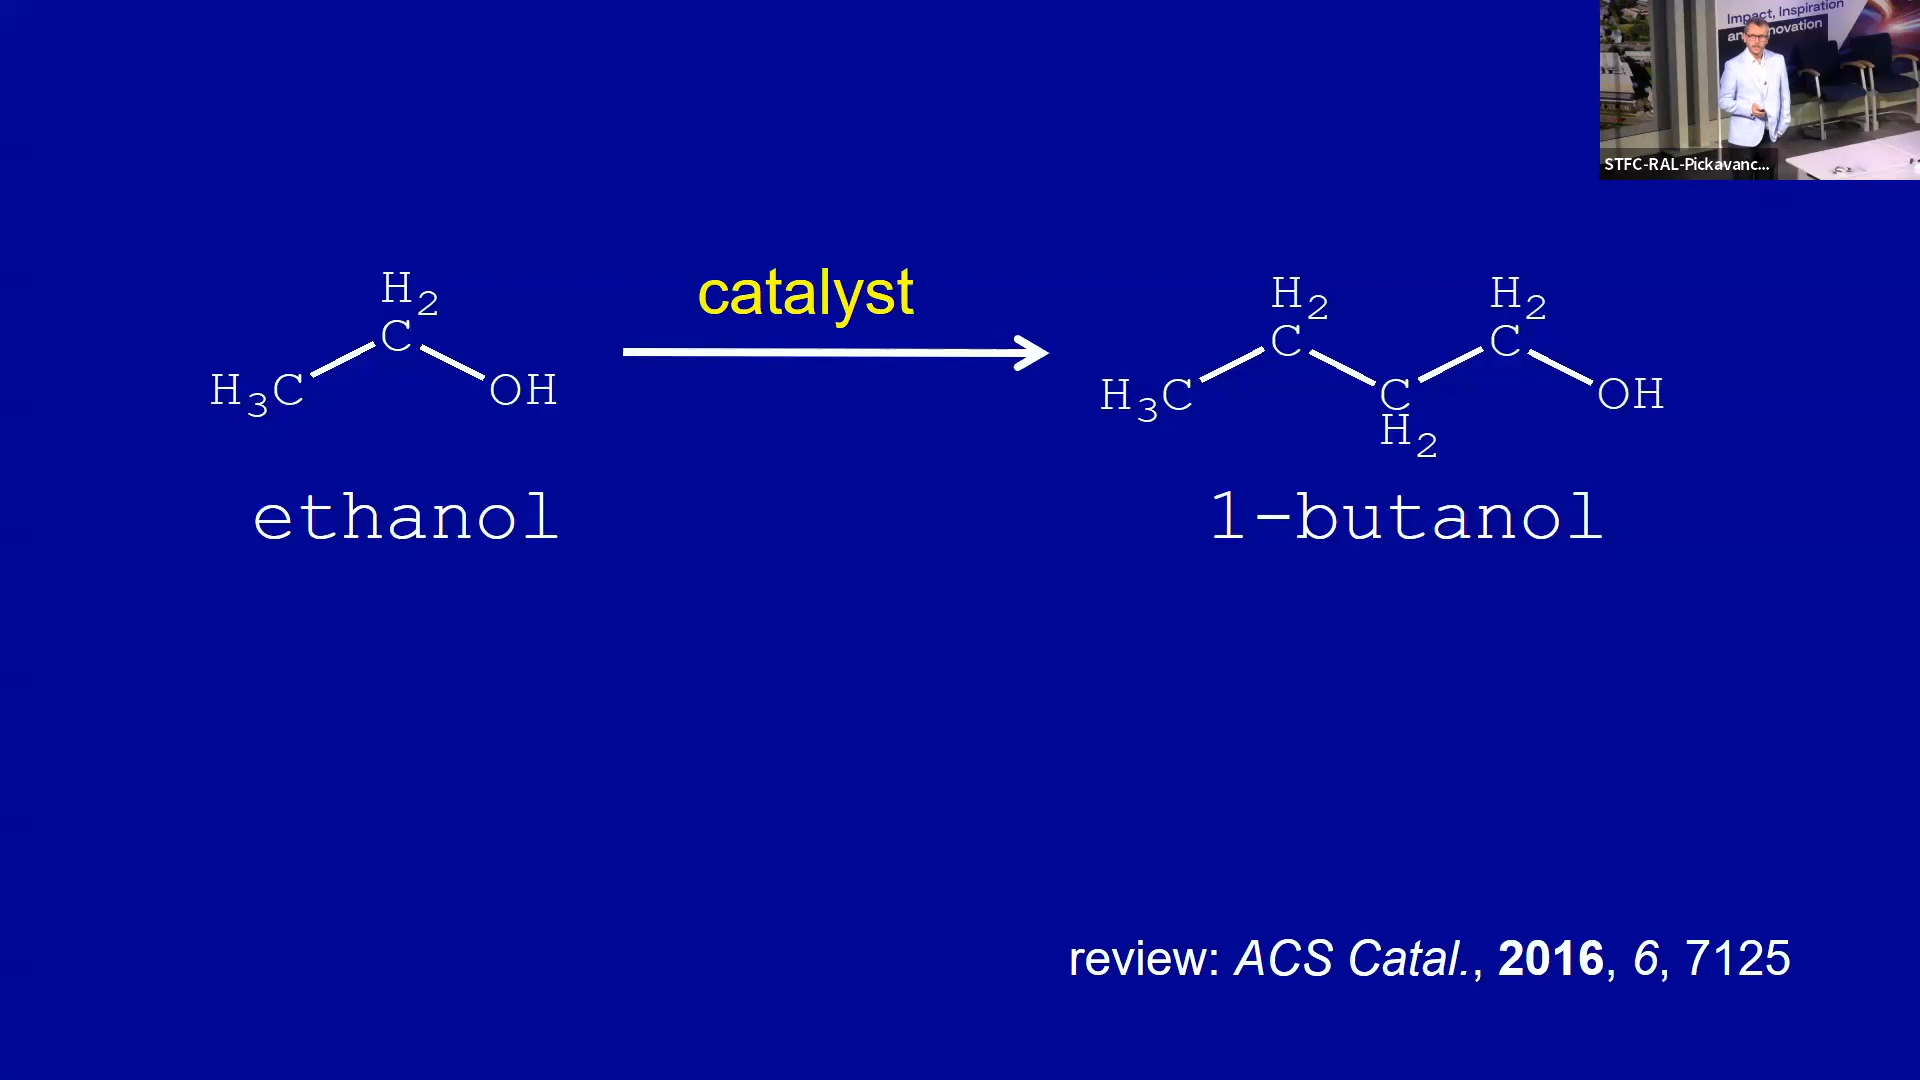 Impact, Inspiration
and Innovation
STFC-RAL-Pickavanc...
catalyst
H2
C
H3C
OH
ethanol
H2
H2
C
C
H3C
C
OH
H2
1-butanol
review: ACS Catal., 2016, 6, 7125